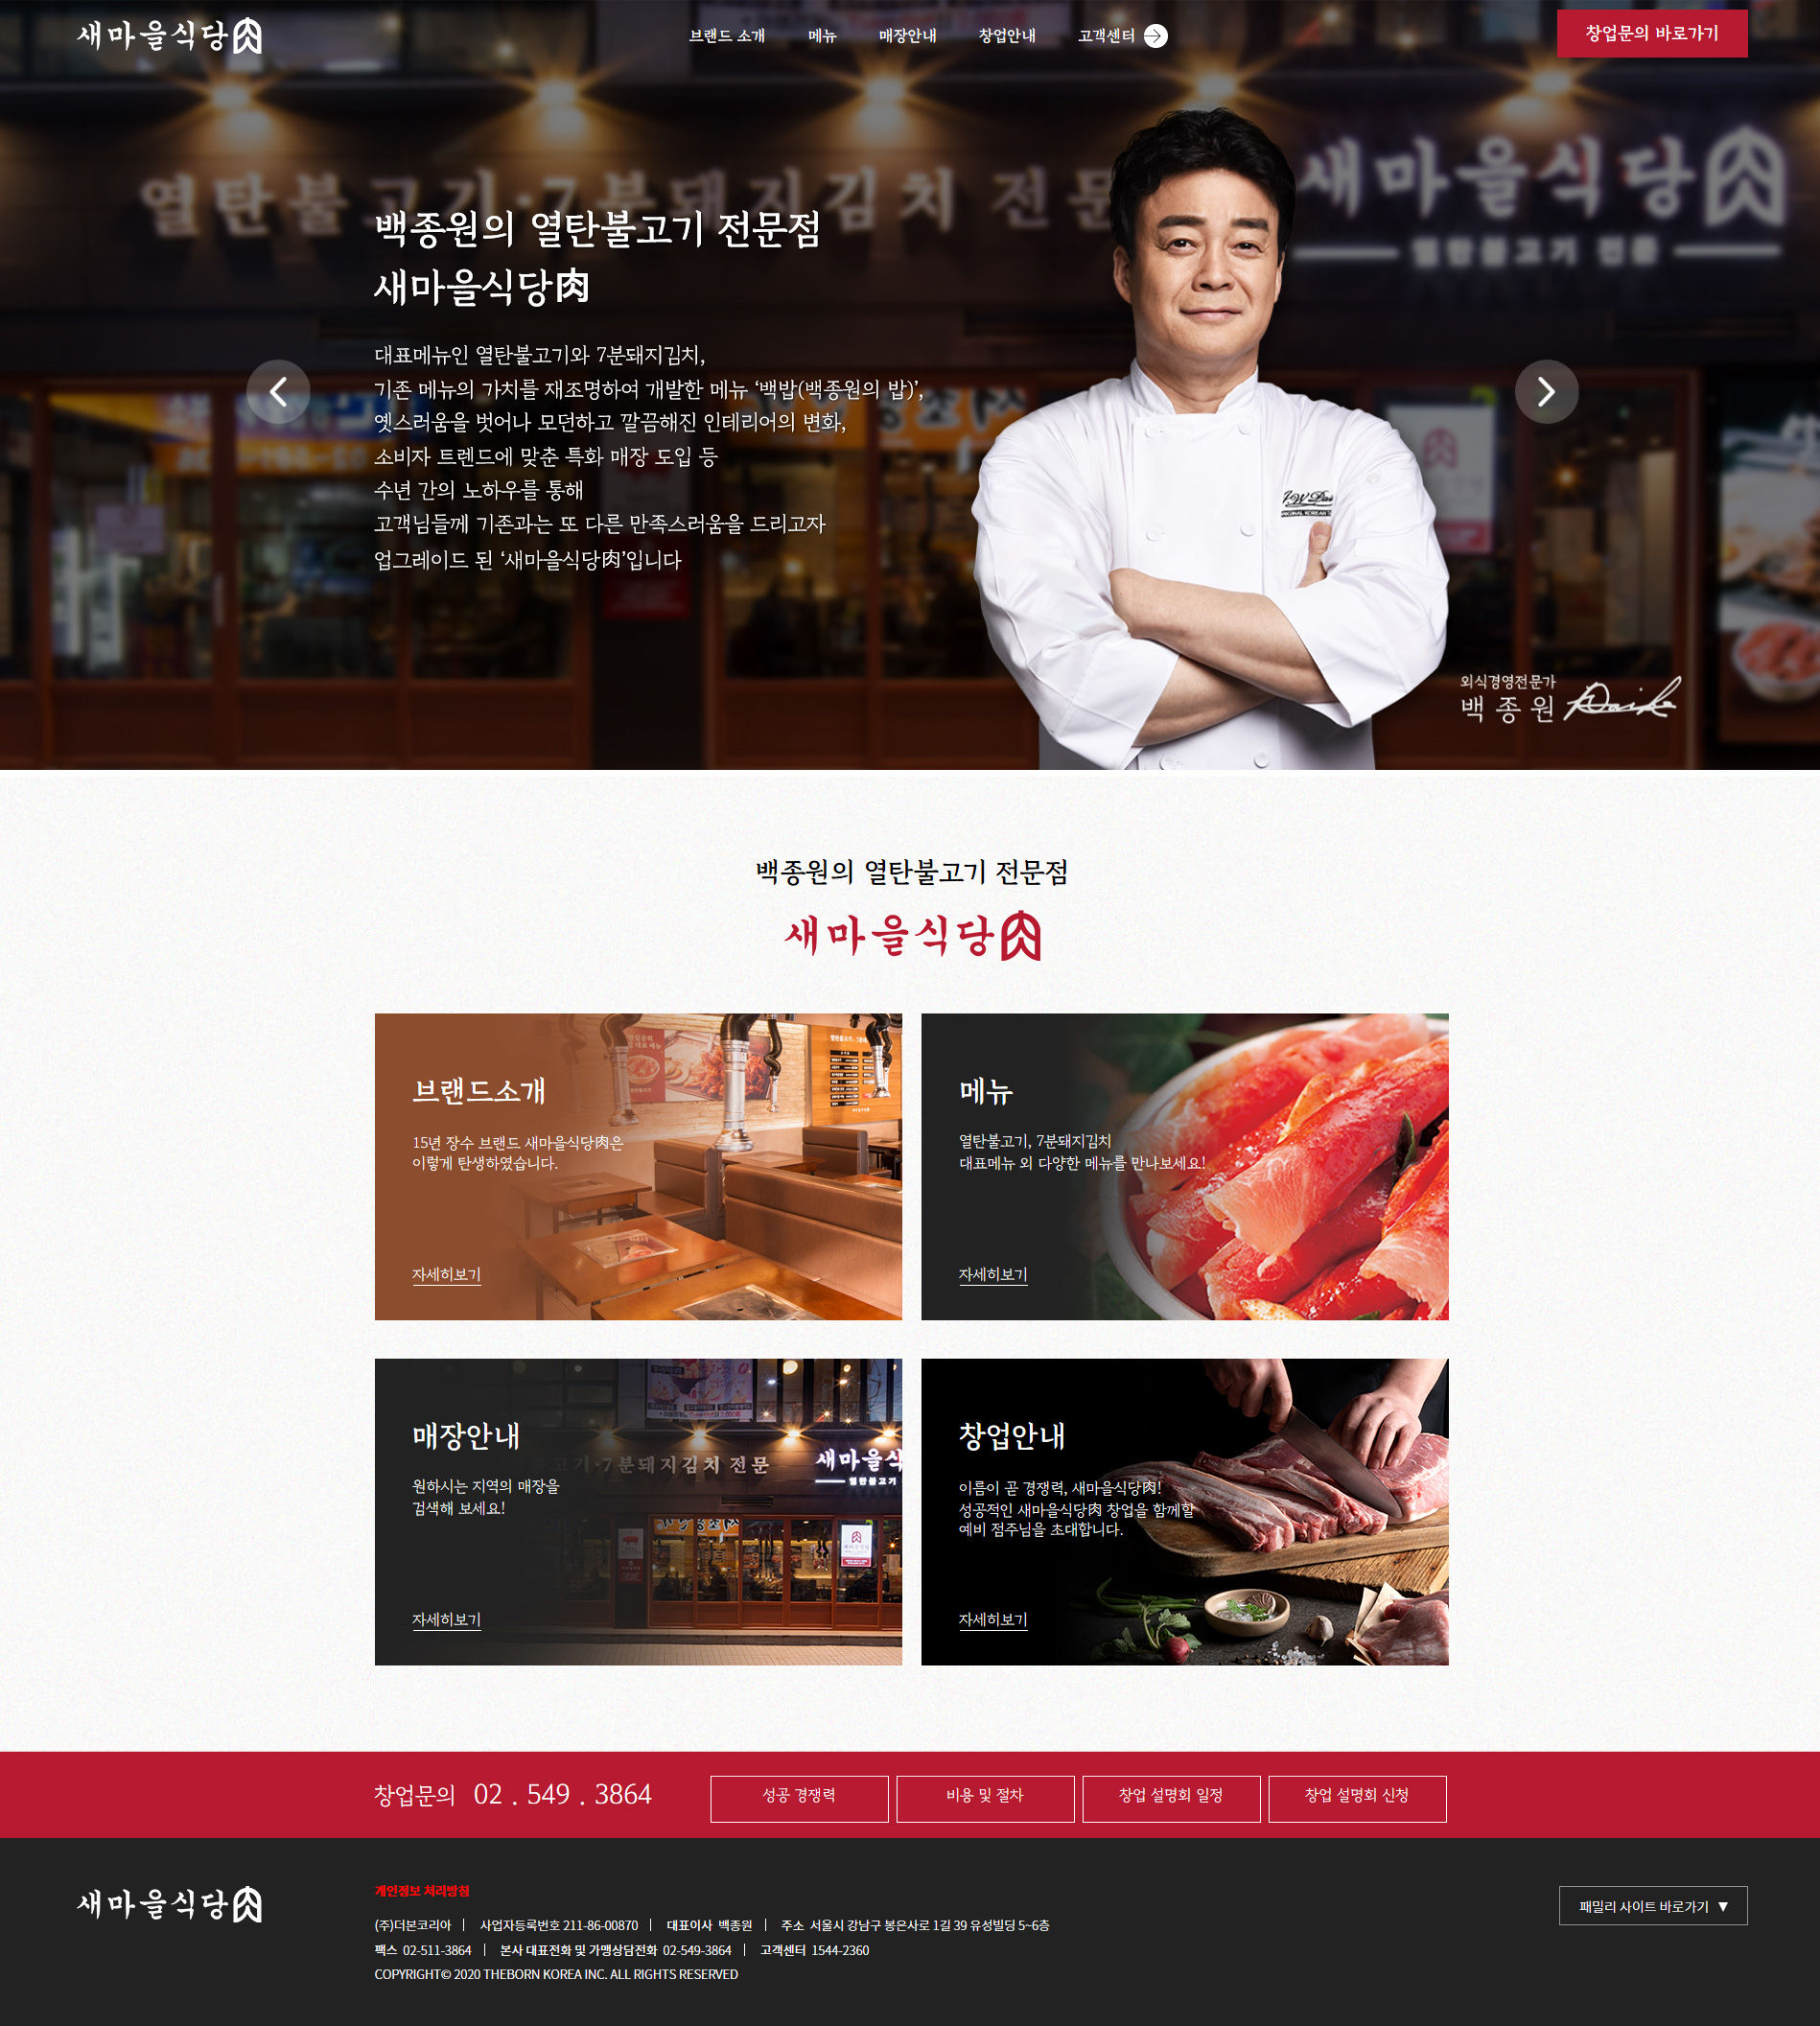 새마을식당肉
브랜드 소개 메뉴 매장안내 창업안내 고객센터
창업문의 바로가기
열탄불고기·7분돼지김치 전문
새마을식당肉
열탄불고기 전문
백종원의 열탄불고기 전문점
새마을식당肉
대표메뉴인 열탄불고기와 7분돼지김치,
기존 메뉴의 가치를 재조명하여 개발한 메뉴 ‘백밥(백종원의 밥)’,
옛스러움을 벗어나 모던하고 깔끔해진 인테리어의 변화,
소비자 트렌드에 맞춘 특화 매장 도입 등
수년 간의 노하우를 통해
고객님들께 기존과는 또 다른 만족스러움을 드리고자
업그레이드 된 ‘새마을식당肉’입니다
외식경영전문가
백종원
백종원의 열탄불고기 전문점
새마을식당肉
브랜드소개
15년 장수 브랜드 새마을식당肉은
이렇게 탄생하였습니다.
자세히보기
메뉴
열탄불고기, 7분돼지김치
대표메뉴 외 다양한 메뉴를 만나보세요!
자세히보기
매장안내
원하시는 지역의 매장을
검색해 보세요!
자세히보기
고기·7분돼지김치 전문
새마을식
열탄불고기
창업안내
이름이 곧 경쟁력, 새마을식당肉!
성공적인 새마을식당肉 창업을 함께할
예비 점주님을 초대합니다.
자세히보기
창업문의 02 . 549 . 3864
성공 경쟁력
비용 및 절차
창업 설명회 일정
창업 설명회 신청
새마을식당肉
개인정보 처리방침
(주)더본코리아 | 사업자등록번호 211-86-00870 | 대표이사 백종원 | 주소 서울시 강남구 봉은사로 1길 39 유성빌딩 5~6층
팩스 02-511-3864 | 본사 대표전화 및 가맹상담전화 02-549-3864 | 고객센터 1544-2360
COPYRIGHT© 2020 THEBORN KOREA INC. ALL RIGHTS RESERVED
패밀리 사이트 바로가기 ▼